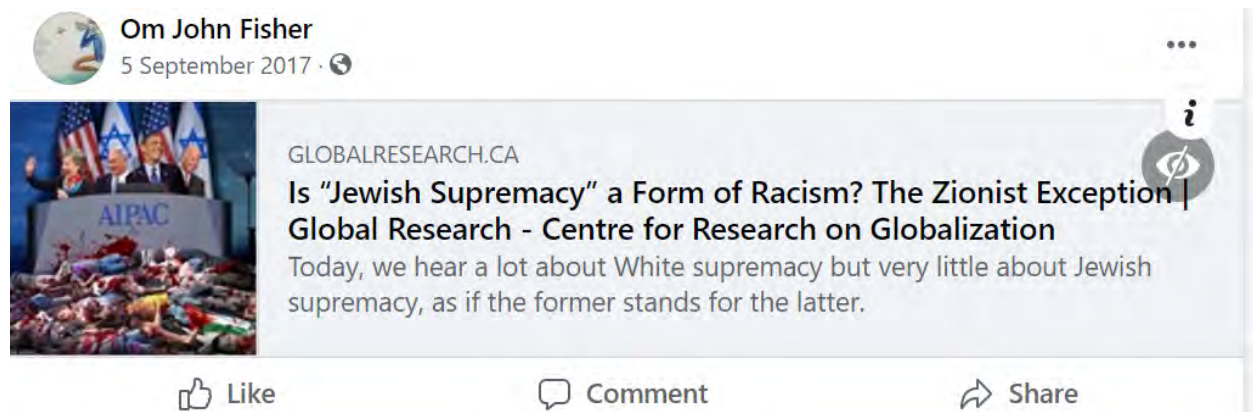 Om John Fisher
5 September 2017 ·
GLOBALRESEARCH.CA
Is “Jewish Supremacy” a Form of Racism? The Zionist Exception |
Global Research - Centre for Research on Globalization
Today, we hear a lot about White supremacy but very little about Jewish
supremacy, as if the former stands for the latter.
AIPAC
Like
Comment
Share